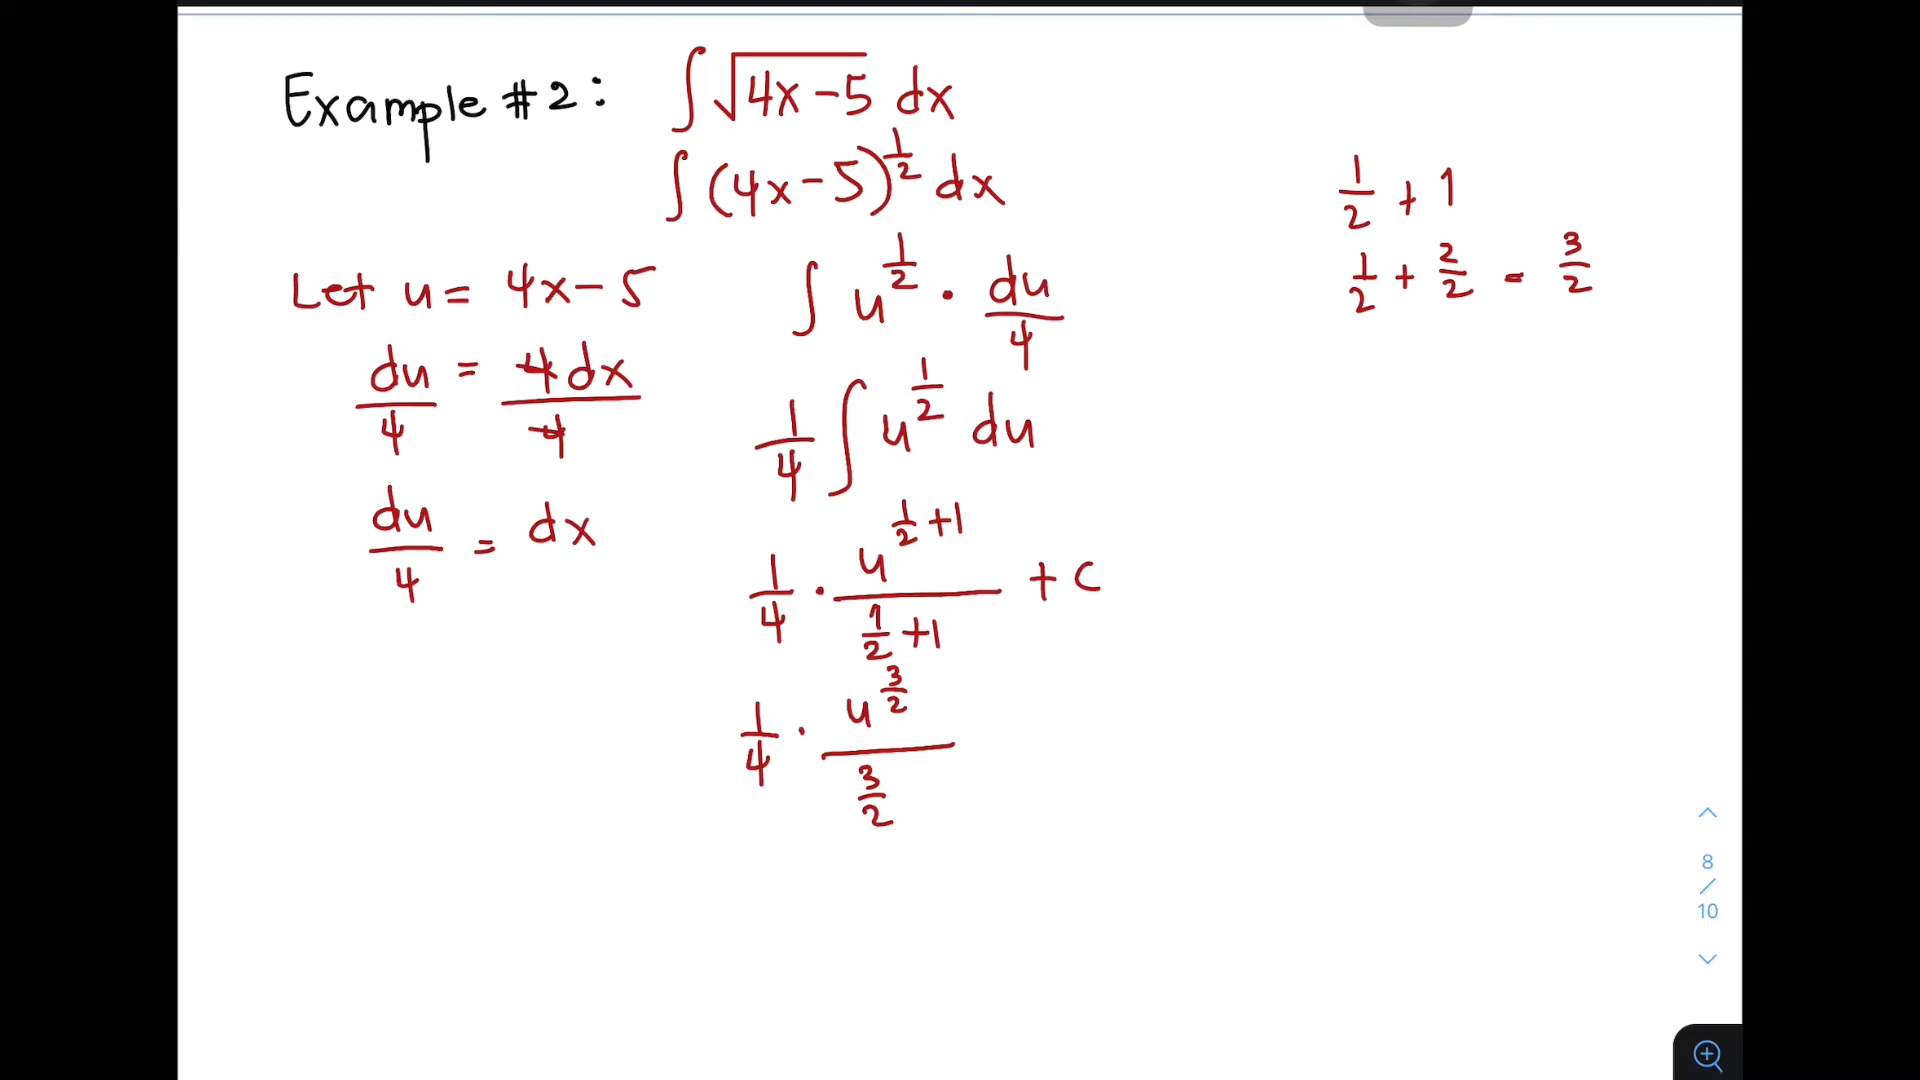 Example #2: ∫ √(4x-5) dx
∫ (4x-5)^(1/2) dx
Let u = 4x-5
du/4 = 4dx/4
du/4 = dx
∫ u^(1/2) · du/4
1/4 ∫ u^(1/2) du
1/4 · u^(1/2 +1)/(1/2 +1) + C
1/4 · u^(3/2)/(3/2)
1/2 + 1
1/2 + 2/2 = 3/2
8
/
10